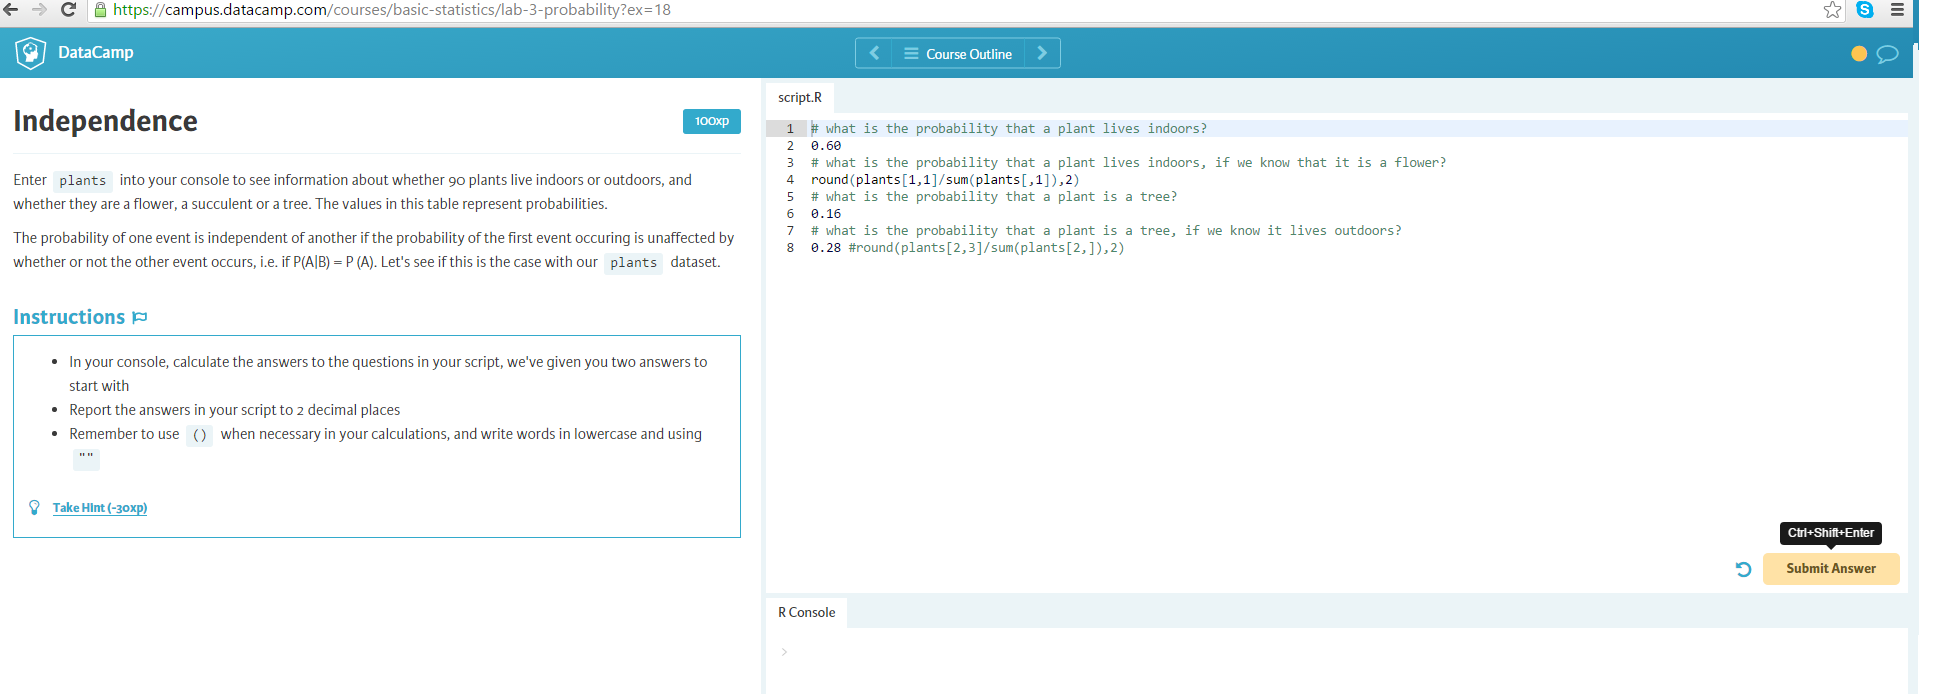 https://campus.datacamp.com/courses/basic-statistics/lab-3-probability?ex=18
S
DataCamp
Course Outline
Independence
100xp
Enter plants into your console to see information about whether 90 plants live indoors or outdoors, and
whether they are a flower, a succulent or a tree. The values in this table represent probabilities.
The probability of one event is independent of another if the probability of the first event occuring is unaffected by
whether or not the other event occurs, i.e. if P(A|B) = P (A). Let's see if this is the case with our plants dataset.
Instructions
• In your console, calculate the answers to the questions in your script, we've given you two answers to
start with
• Report the answers in your script to 2 decimal places
• Remember to use () when necessary in your calculations, and write words in lowercase and using
""
Take Hint (-30xp)
script.R
1 # what is the probability that a plant lives indoors?
2 0.60
3 # what is the probability that a plant lives indoors, if we know that it is a flower?
4 round(plants[1,1]/sum(plants[,1]),2)
5 # what is the probability that a plant is a tree?
6 0.16
7 # what is the probability that a plant is a tree, if we know it lives outdoors?
8 0.28 #round(plants[2,3]/sum(plants[2,]),2)
Ctrl+Shift+Enter
Submit Answer
R Console
>